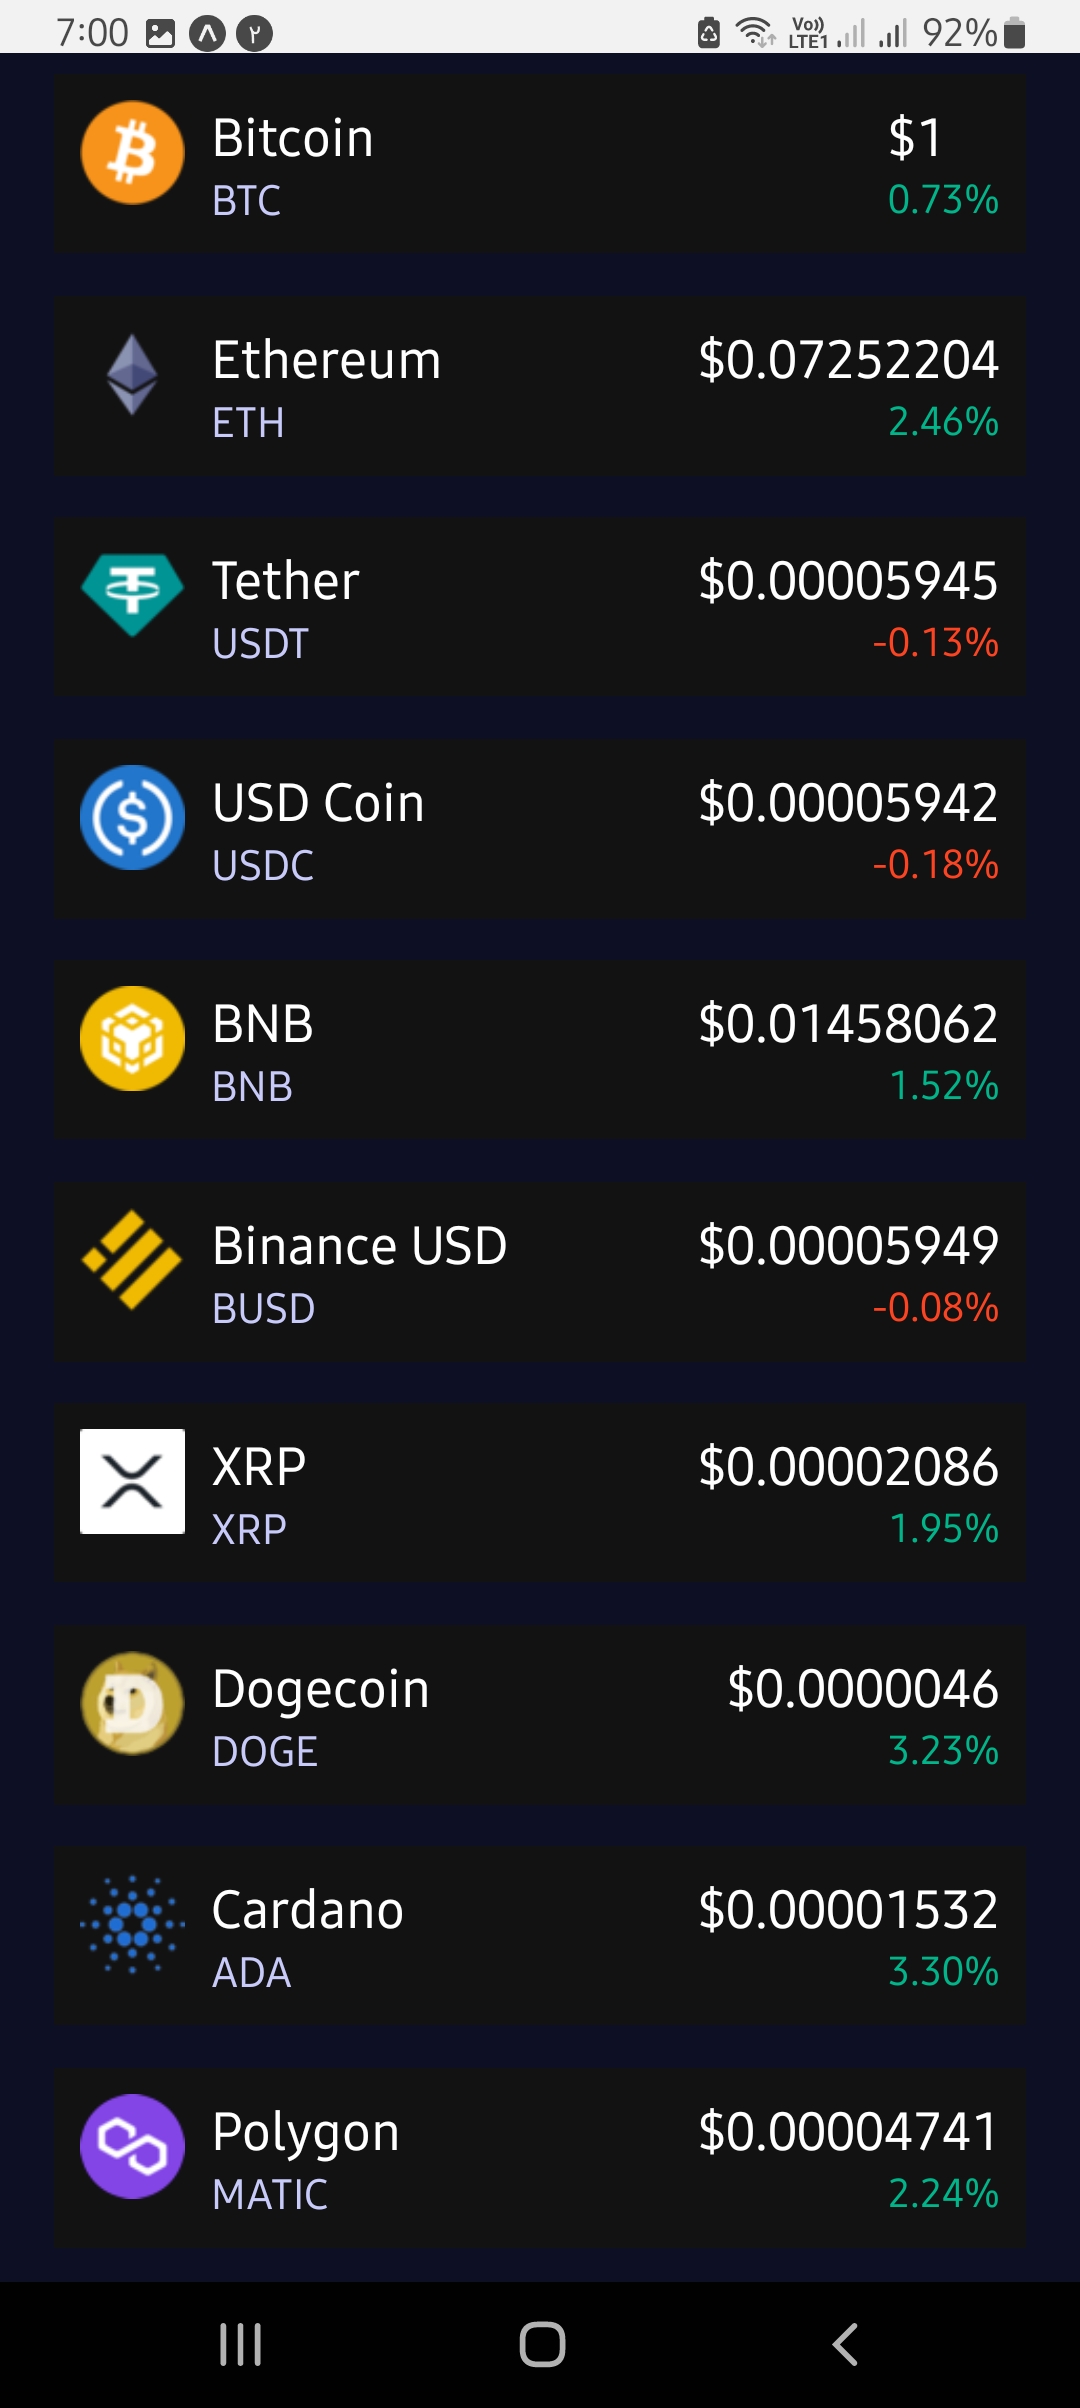 7:00 ٢ Vo)) LTE1 92%
Bitcoin $1
BTC 0.73%
Ethereum $0.07252204
ETH 2.46%
Tether $0.00005945
USDT -0.13%
USD Coin $0.00005942
USDC -0.18%
BNB $0.01458062
BNB 1.52%
Binance USD $0.00005949
BUSD -0.08%
XRP $0.00002086
XRP 1.95%
Dogecoin $0.0000046
DOGE 3.23%
Cardano $0.00001532
ADA 3.30%
Polygon $0.00004741
MATIC 2.24%